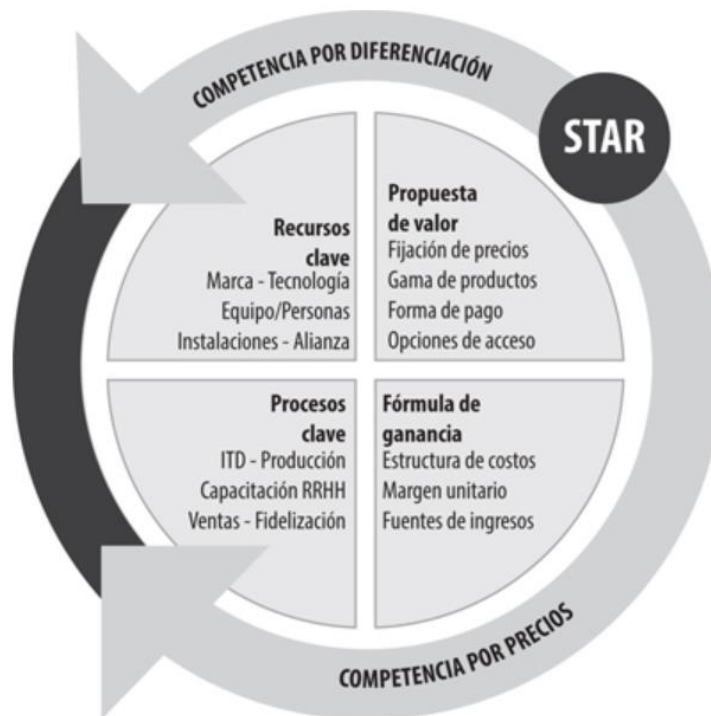 COMPETENCIA POR DIFERENCIACIÓN
STAR
Recursos
clave
Marca - Tecnología
Equipo/Personas
Instalaciones - Alianza
Propuesta
de valor
Fijación de precios
Gama de productos
Forma de pago
Opciones de acceso
Procesos
clave
ITD - Producción
Capacitación RRHH
Ventas - Fidelización
Fórmula de
ganancia
Estructura de costos
Margen unitario
Fuentes de ingresos
COMPETENCIA POR PRECIOS